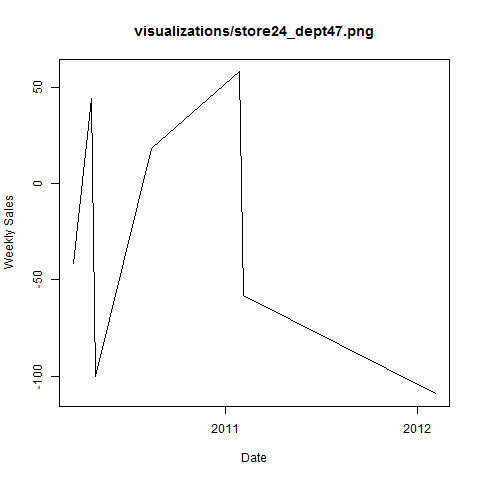 visualizations/store24_dept47.png
Weekly Sales
50
0
-50
-100
2011
2012
Date